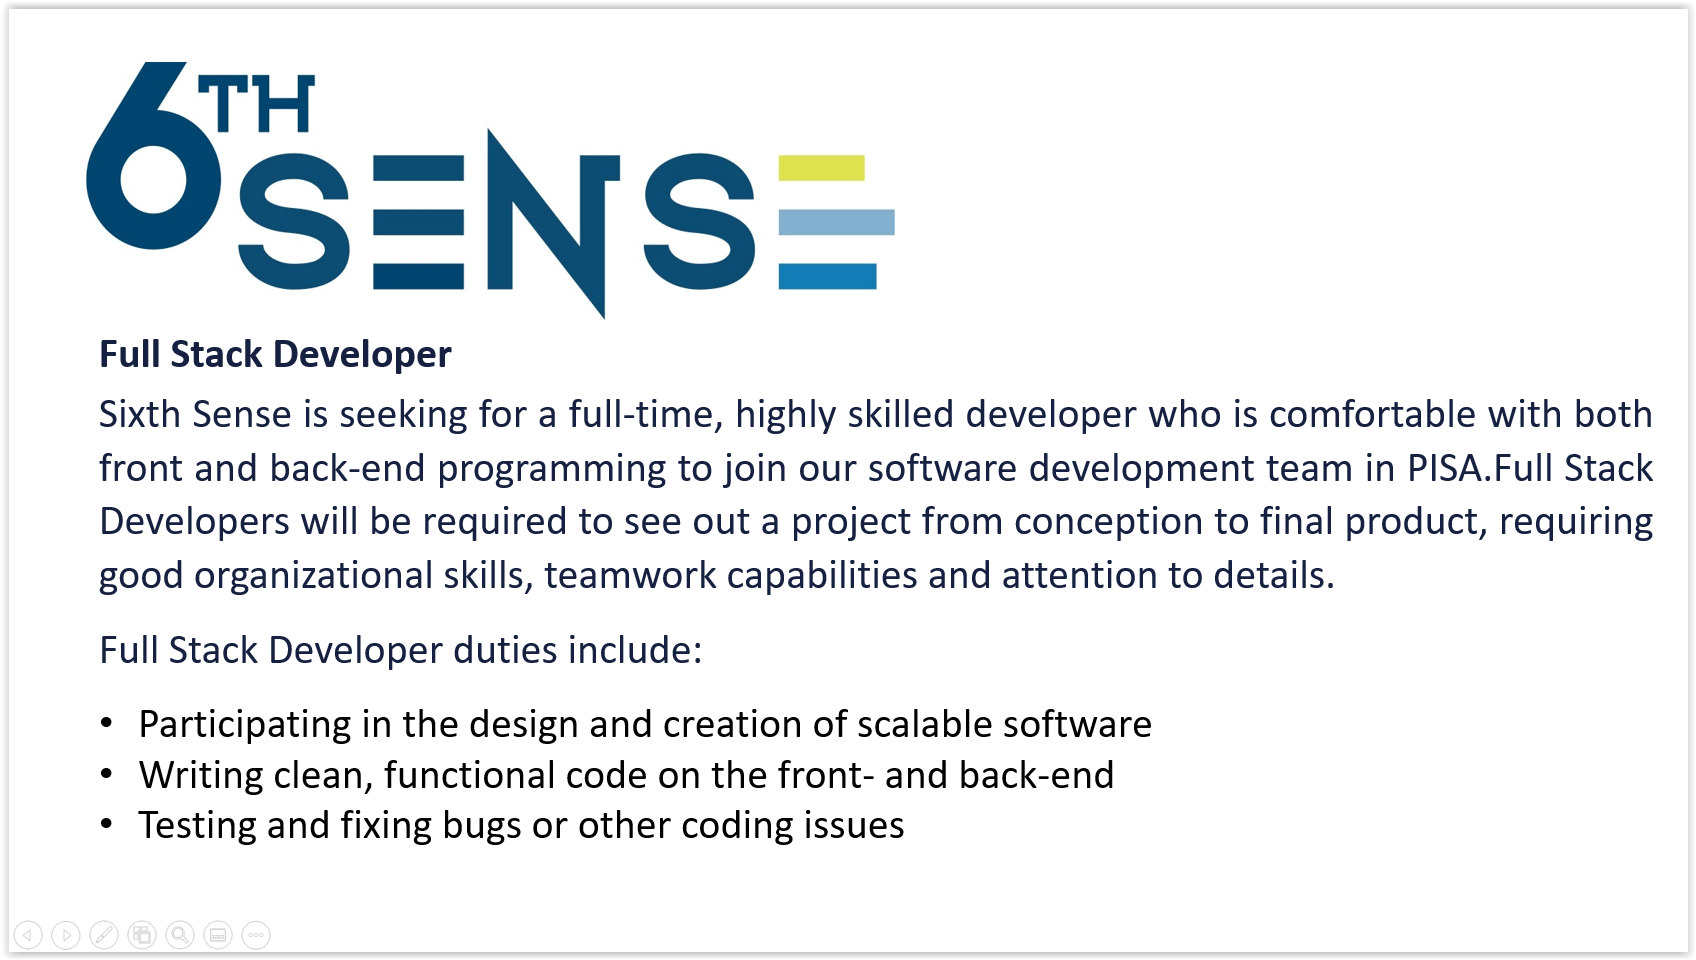 6TH
SENSE
Full Stack Developer
Sixth Sense is seeking for a full-time, highly skilled developer who is comfortable with both
front and back-end programming to join our software development team in PISA.Full Stack
Developers will be required to see out a project from conception to final product, requiring
good organizational skills, teamwork capabilities and attention to details.
Full Stack Developer duties include:
• Participating in the design and creation of scalable software
• Writing clean, functional code on the front- and back-end
• Testing and fixing bugs or other coding issues